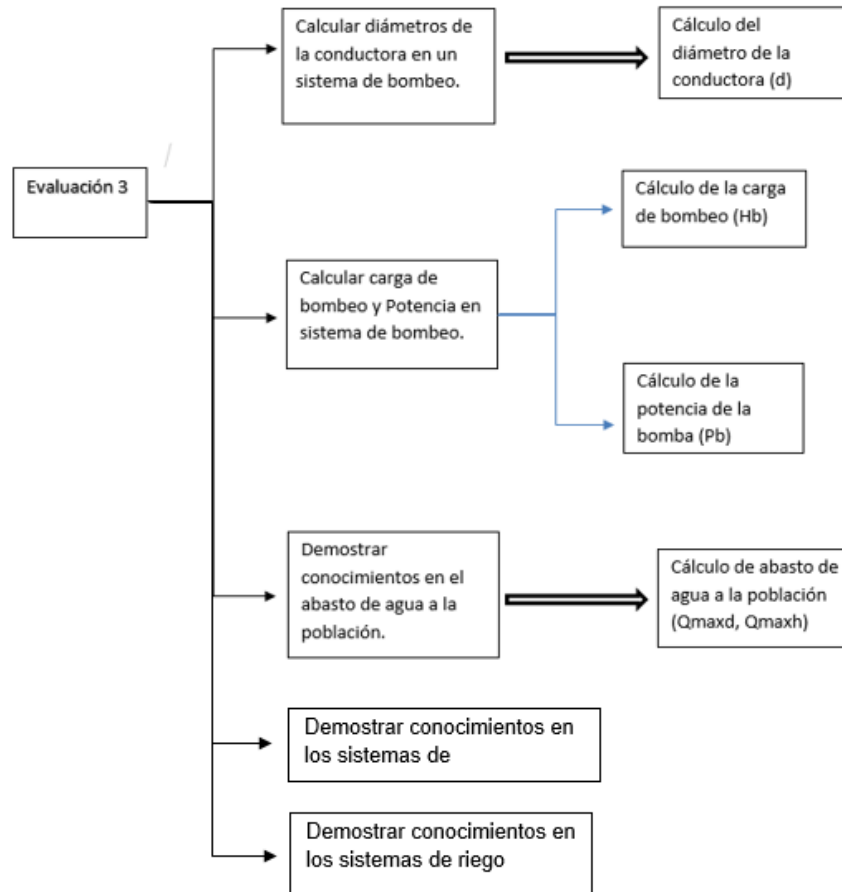 Evaluación 3
Calcular diámetros de
la conductora en un
sistema de bombeo.
Cálculo del
diámetro de la
conductora (d)
Calcular carga de
bombeo y Potencia en
sistema de bombeo.
Cálculo de la carga
de bombeo (Hb)
Cálculo de la
potencia de la
bomba (Pb)
Demostrar
conocimientos en el
abasto de agua a la
población.
Cálculo de abasto de
agua a la población
(Qmaxd, Qmaxh)
Demostrar conocimientos en
los sistemas de
Demostrar conocimientos en
los sistemas de riego